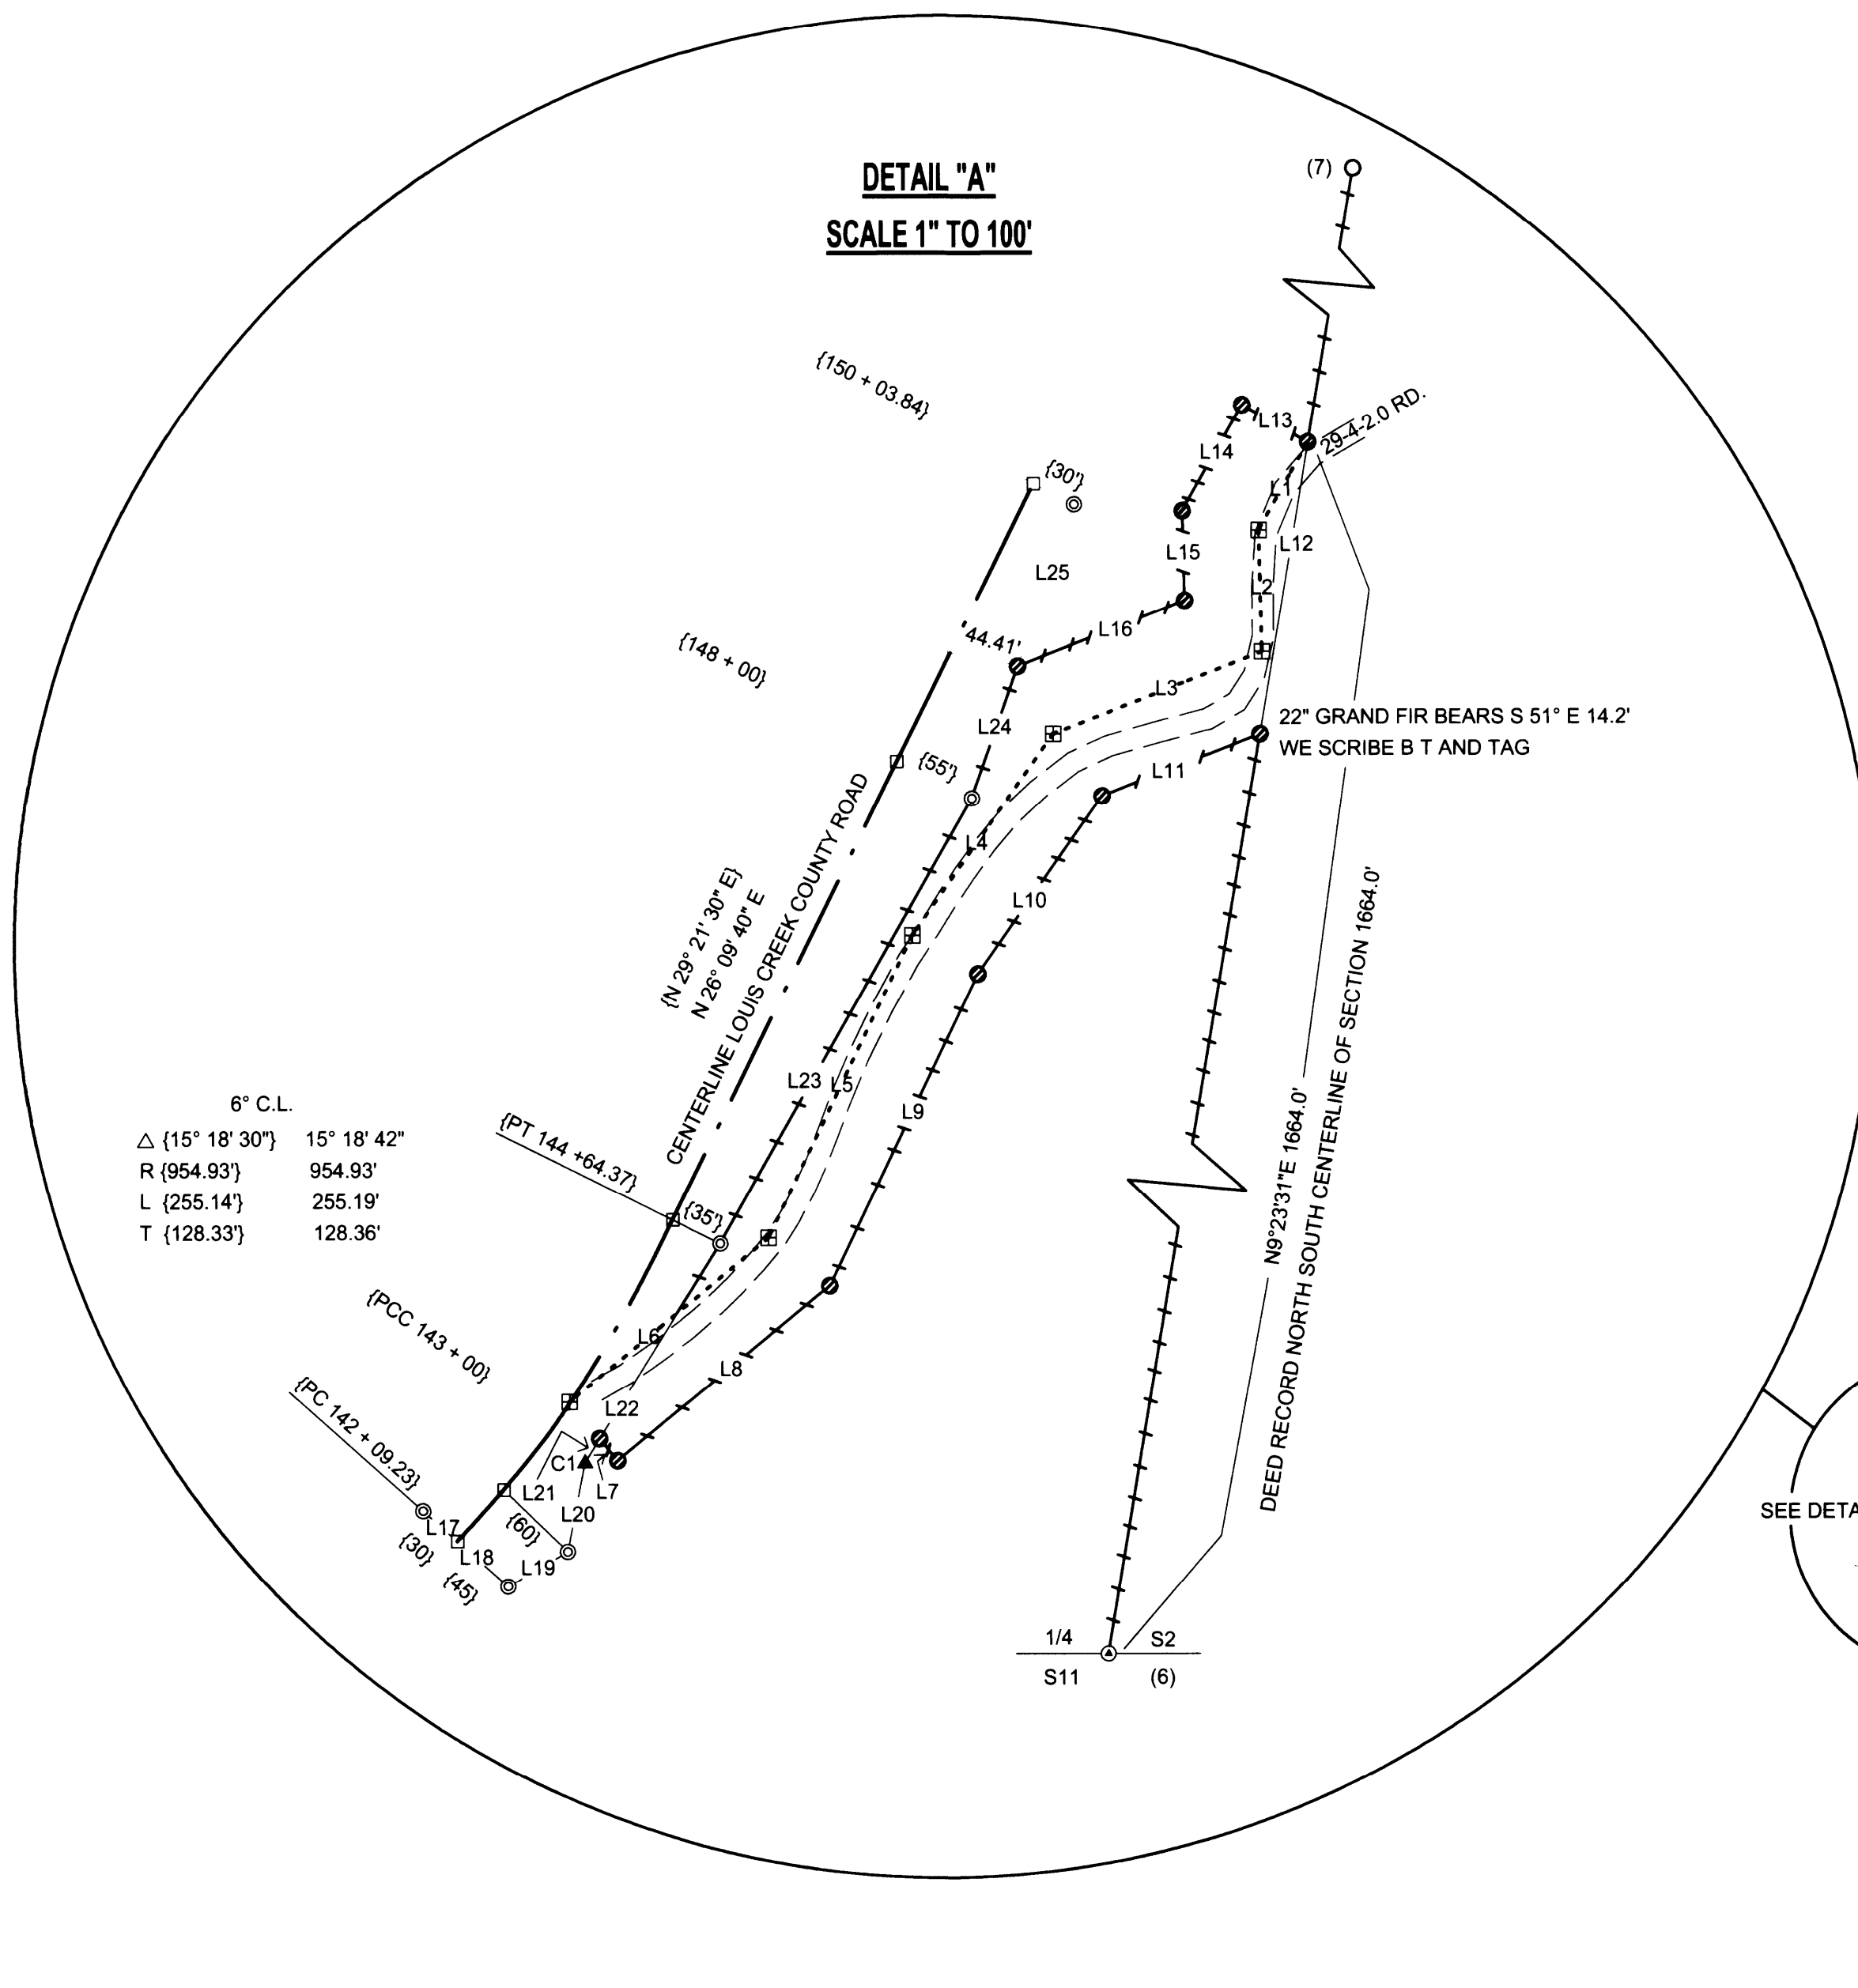 DETAIL "A"
SCALE 1" TO 100'
(7)
{150 + 03.84}
L13
29-4-2.0 RD.
L14
{30'}
L1
L15
L12
L25
L2
{148 + 00}
44.41'
L16
L3
L24
22" GRAND FIR BEARS S 51° E 14.2'
WE SCRIBE B T AND TAG
{55'}
L11
L4
CENTERLINE LOUIS CREEK COUNTY ROAD
{N 29° 21' 30" E}
N 26° 09' 40" E
L10
L23
L5
L9
6° C.L.
△ {15° 18' 30"} 15° 18' 42"
R {954.93'} 954.93'
L {255.14'} 255.19'
T {128.33'} 128.36'
{PT 144 +64.37}
{35'}
N9°23'31"E 1664.0'
DEED RECORD NORTH SOUTH CENTERLINE OF SECTION 1664.0'
{PCC 143 + 00}
L6
L8
{PC 142 + 09.23}
L22
C1
L21
L7
L20
L17
{60}
{30}
L18
L19
{45}
SEE DETA
1/4 S2
S11 (6)